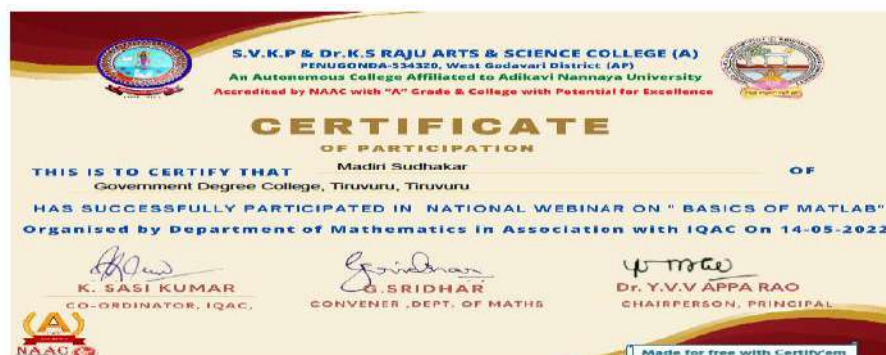 S.V.K.P & Dr.K.S RAJU ARTS & SCIENCE COLLEGE (A)
PENUGONDA-534320, West Godavari District (AP)
An Autonomous College Affiliated to Adikavi Nannaya University
Accredited by NAAC with "A" Grade & College with Potential for Excellence
CERTIFICATE
OF PARTICIPATION
THIS IS TO CERTIFY THAT Madiri Sudhakar OF
Government Degree College, Tiruvuru, Tiruvuru
HAS SUCCESSFULLY PARTICIPATED IN NATIONAL WEBINAR ON " BASICS OF MATLAB"
Organised by Department of Mathematics in Association with IQAC On 14-05-2022
K. SASI KUMAR G.SRIDHAR Dr. Y.V.V APPA RAO
CO-ORDINATOR, IQAC, CONVENER ,DEPT. OF MATHS CHAIRPERSON, PRINCIPAL
(A)
NAAC
Made for free with Certify'em